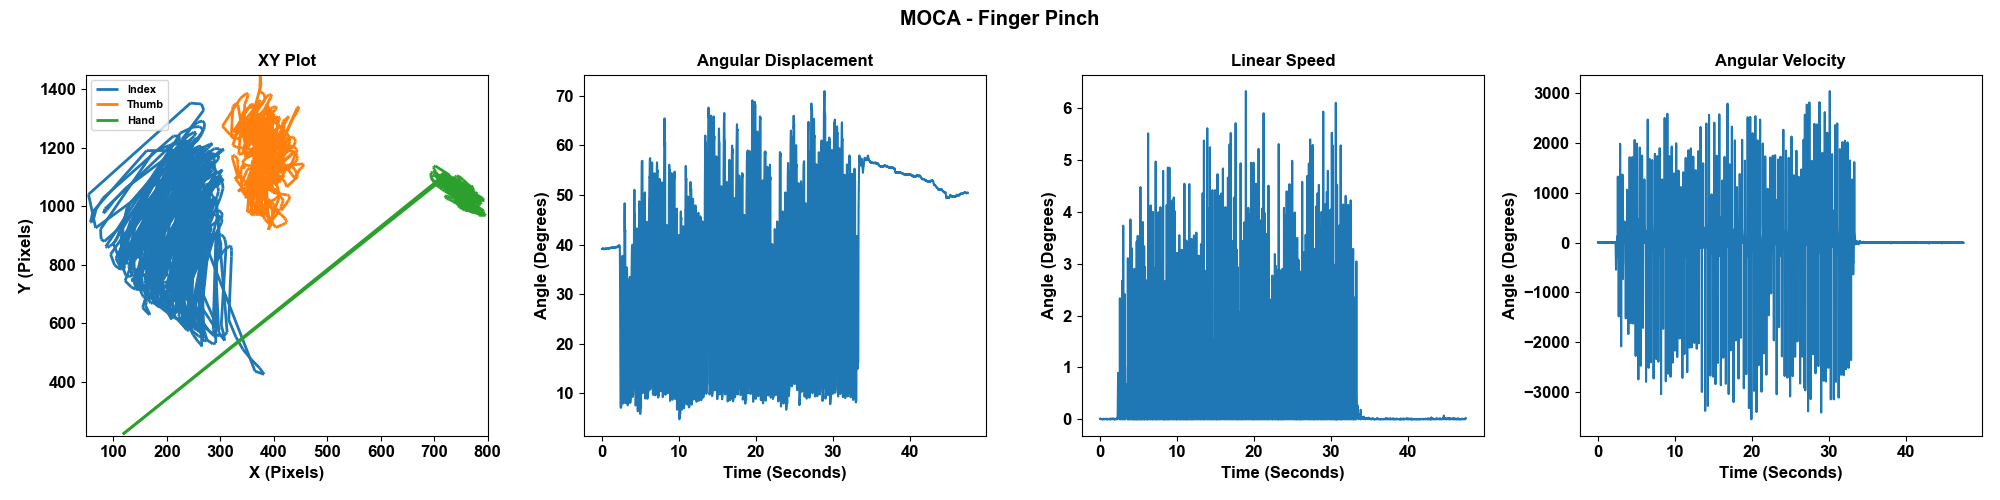 MOCA - Finger Pinch
XY Plot
Index
Thumb
Hand
1400
1200
1000
800
600
400
Y (Pixels)
100 200 300 400 500 600 700 800
X (Pixels)
Angular Displacement
70
60
50
40
30
20
10
Angle (Degrees)
0 10 20 30 40
Time (Seconds)
Linear Speed
6
5
4
3
2
1
0
Angle (Degrees)
0 10 20 30 40
Time (Seconds)
Angular Velocity
3000
2000
1000
0
−1000
−2000
−3000
Angle (Degrees)
0 10 20 30 40
Time (Seconds)